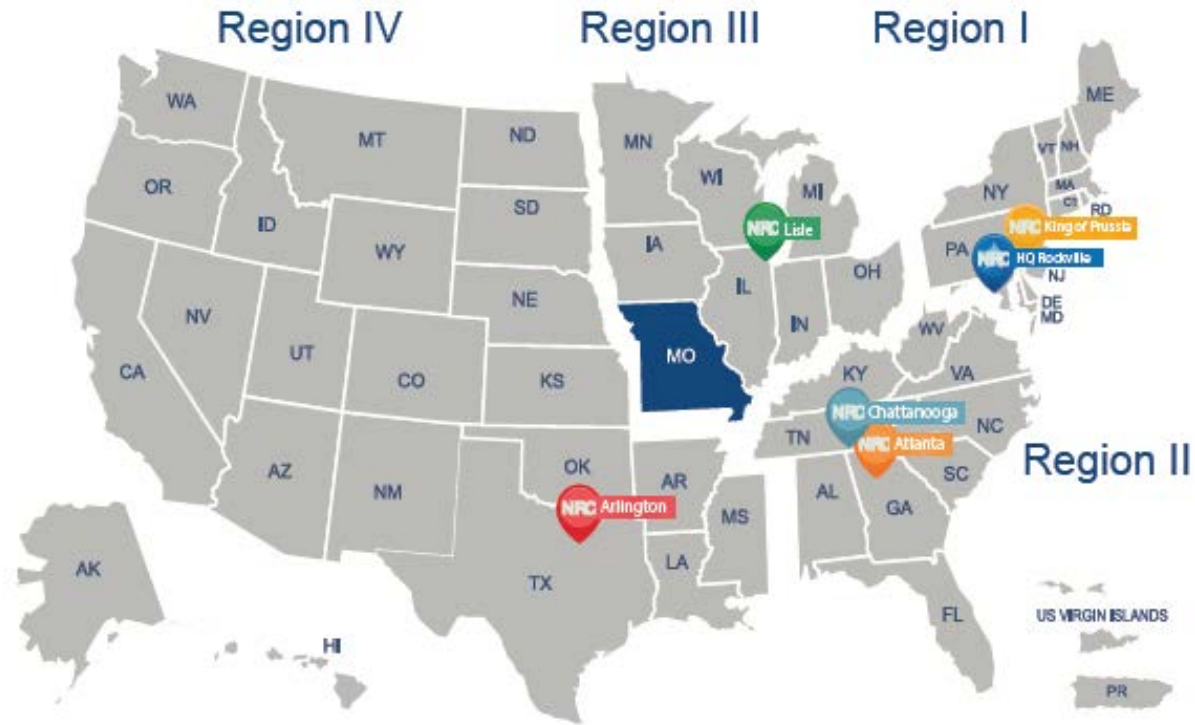 Region IV
Region III
Region I
WA
MT
ND
MN
ME
OR
ID
SD
WI
MI
VT
NH
NY
MA
CT
RD
WY
IA
NRC Lisle
NRC King of Prussia
PA
NRC HQ Rockville
NJ
NE
IL
IN
OH
DE
MD
NV
UT
CO
KS
MO
WV
CA
KY
VA
NRC Chattanooga
TN
NC
NRC Atlanta
Region II
AZ
NM
OK
AR
SC
NRC Arlington
MS
AL
GA
AK
TX
LA
FL
US VIRGIN ISLANDS
HI
PR